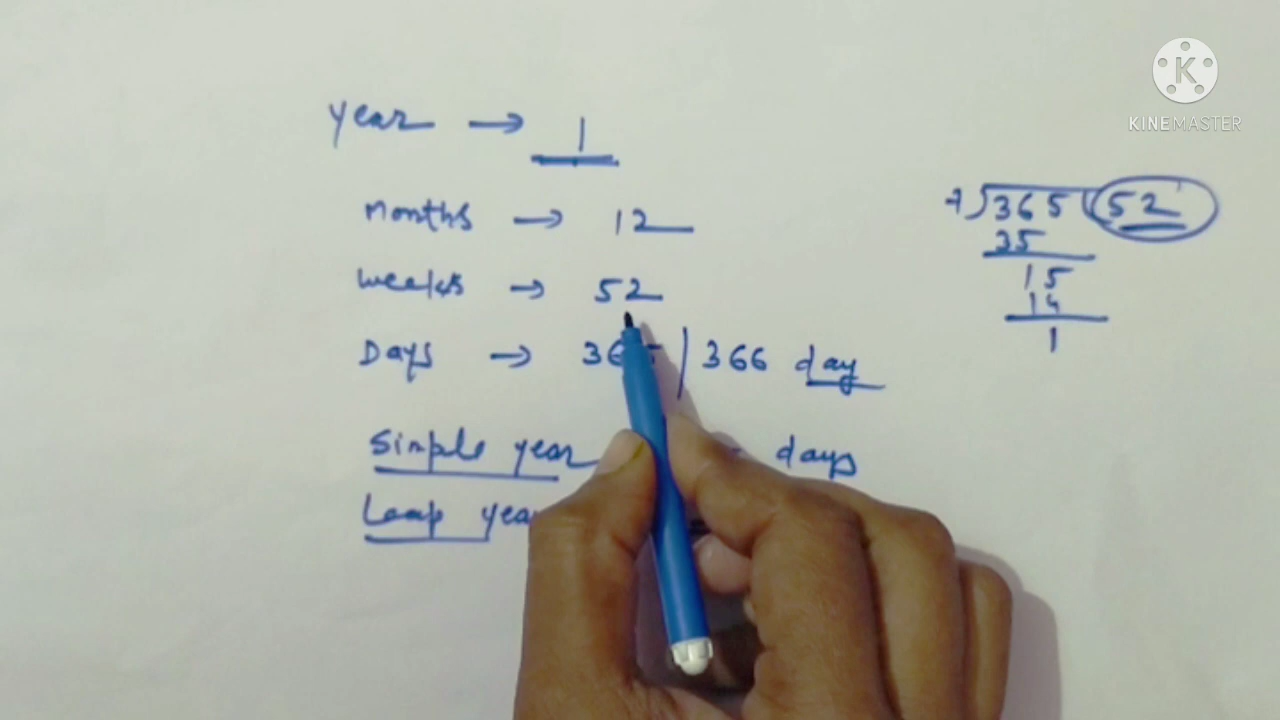 year → 1
months → 12
weeks → 52
Days → 36 | 366 day
Simple year days
Leap
7)365(52
35
15
14
1
K
KINEMASTER